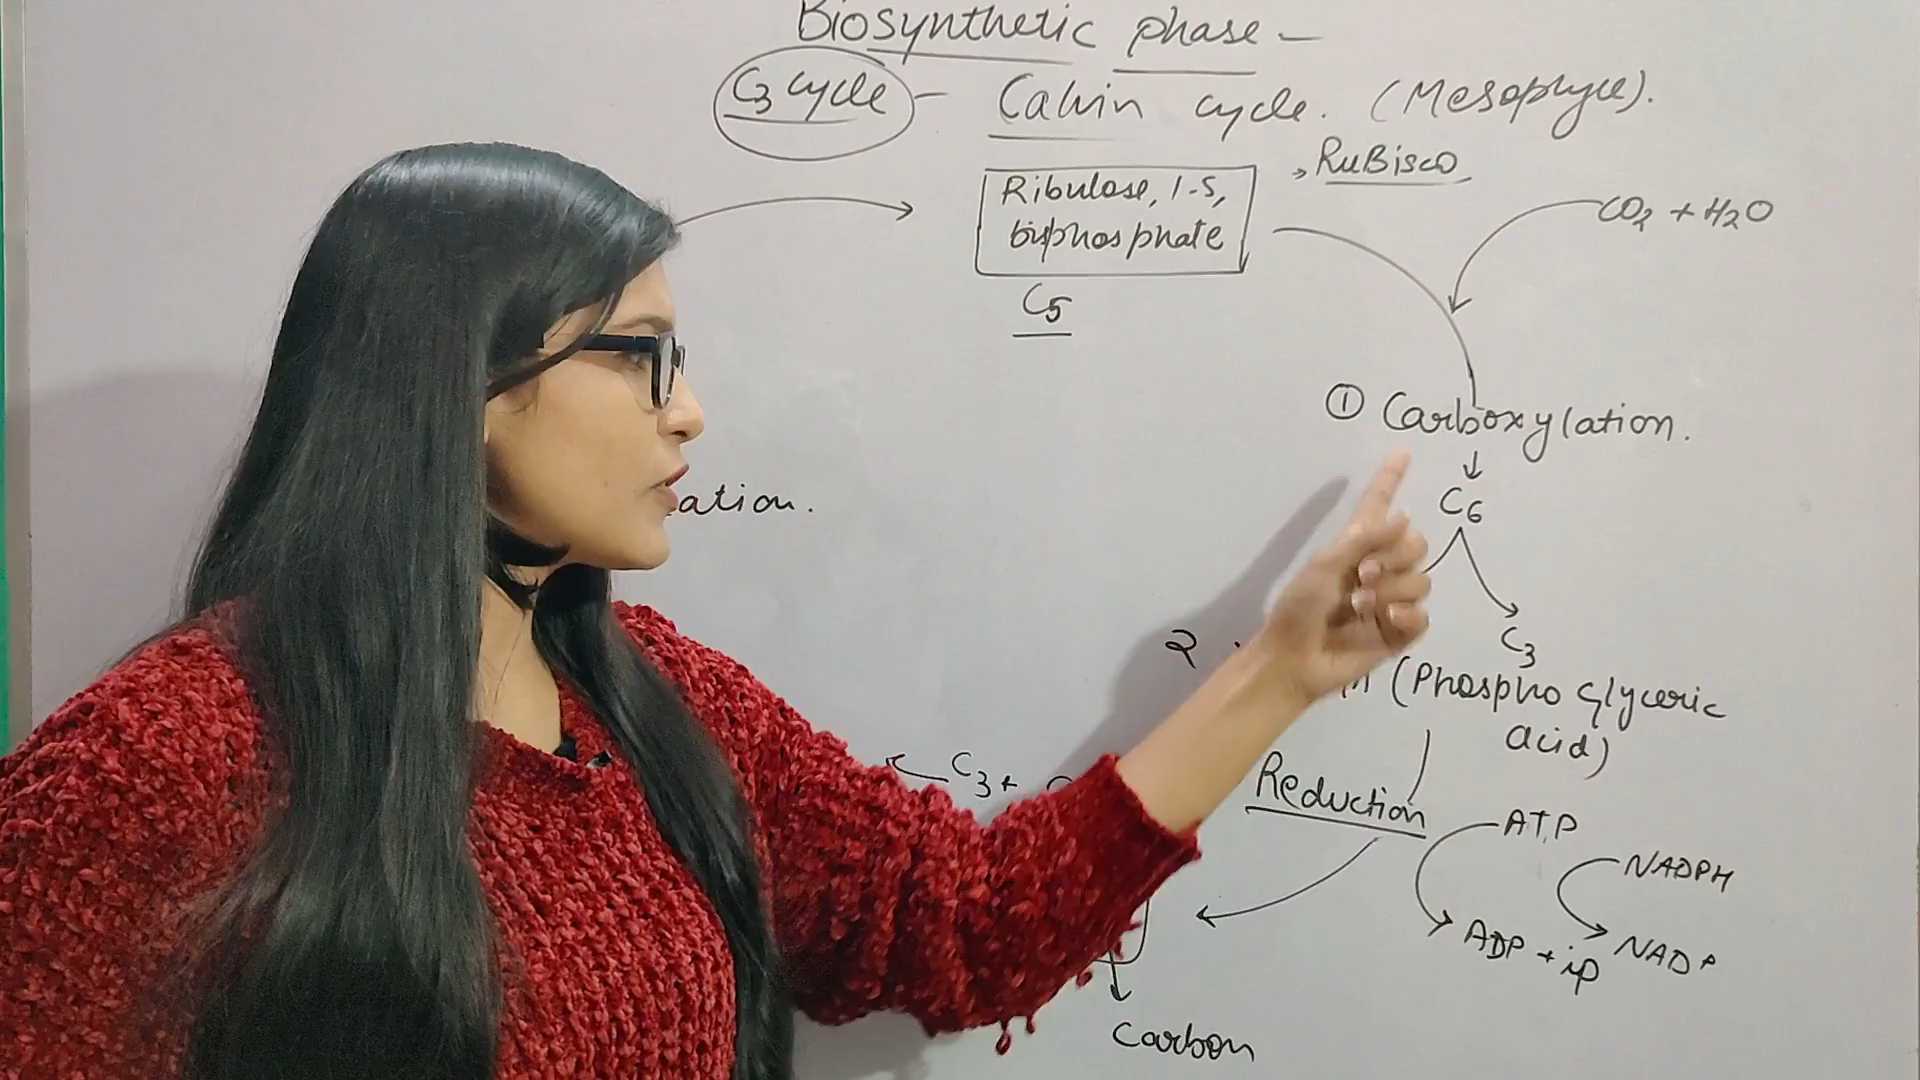 Biosynthetic phase -
C3 cycle - Calvin cycle. (Mesophyll).
RuBisco
Ribulose, 1-5,
bisphosphate
CO2 + H2O
C5
① Carboxylation.
C6
ation.
C3
2
(Phospho Glyceric
acid)
C3 +
Reduction
ATP
NADPH
ADP + ip
NADP
Carbon